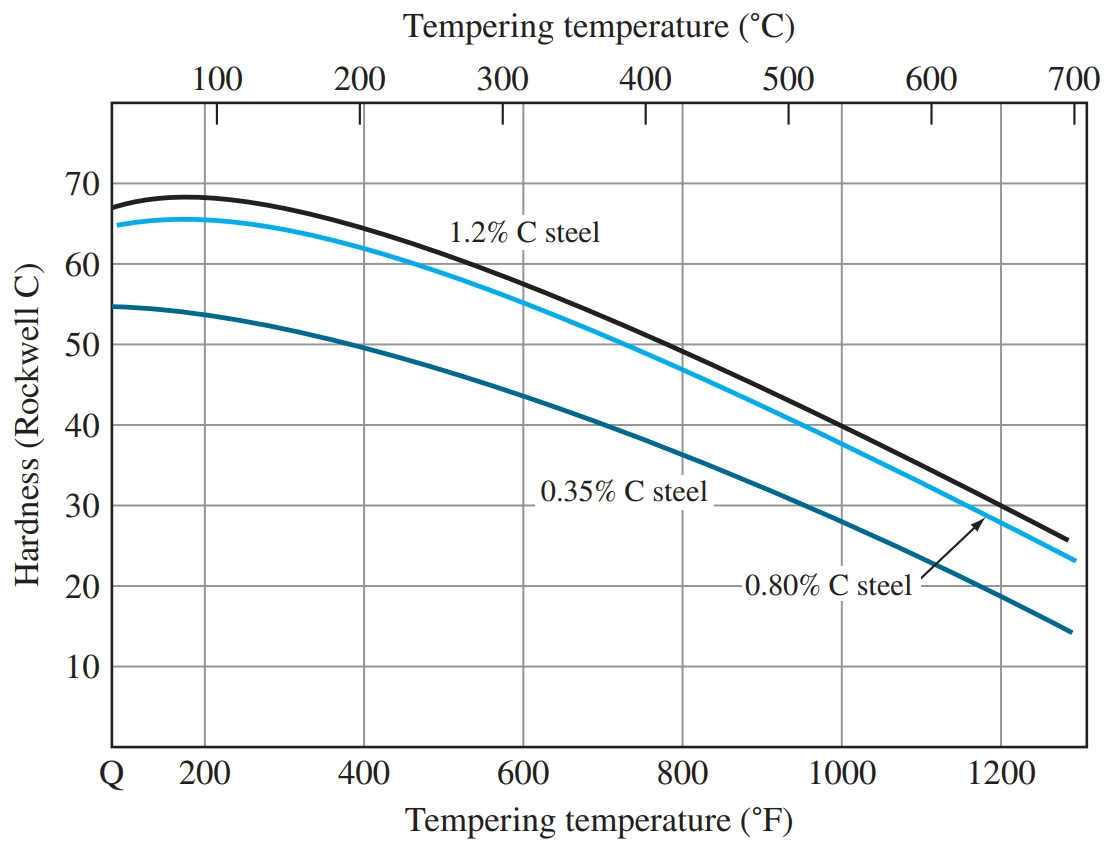 Tempering temperature (°C)
100 200 300 400 500 600 700
70
1.2% C steel
60
50
40
0.35% C steel
30
0.80% C steel
20
10
Hardness (Rockwell C)
Q 200 400 600 800 1000 1200
Tempering temperature (°F)